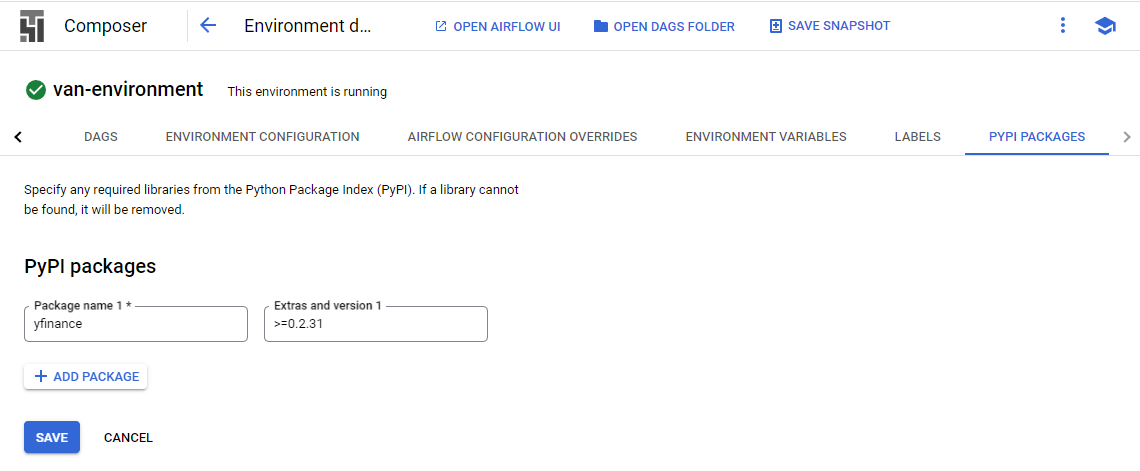 Composer
Environment d...
OPEN AIRFLOW UI
OPEN DAGS FOLDER
SAVE SNAPSHOT
van-environment
This environment is running
DAGS
ENVIRONMENT CONFIGURATION
AIRFLOW CONFIGURATION OVERRIDES
ENVIRONMENT VARIABLES
LABELS
PYPI PACKAGES
Specify any required libraries from the Python Package Index (PyPI). If a library cannot
be found, it will be removed.
PyPI packages
Package name 1 *
yfinance
Extras and version 1
>=0.2.31
ADD PACKAGE
SAVE
CANCEL